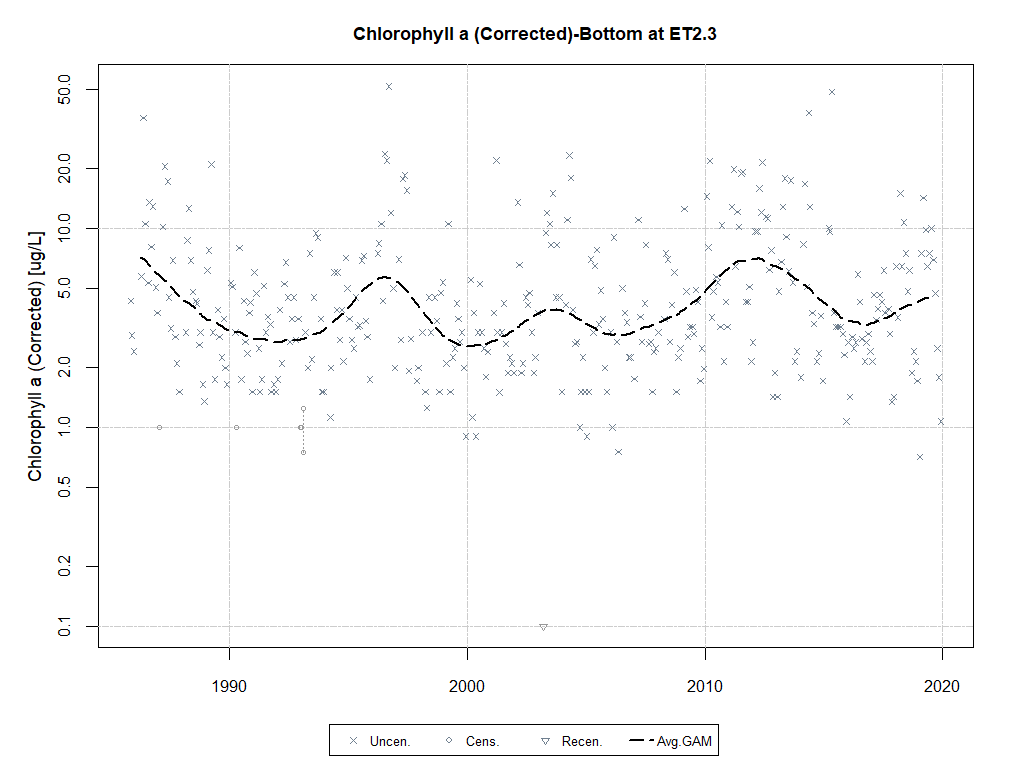 Chlorophyll a (Corrected)-Bottom at ET2.3
Chlorophyll a (Corrected) [ug/L]
50.0
20.0
10.0
5.0
2.0
1.0
0.5
0.2
0.1
1990 2000 2010 2020
Uncen. Cens. Recen. Avg.GAM